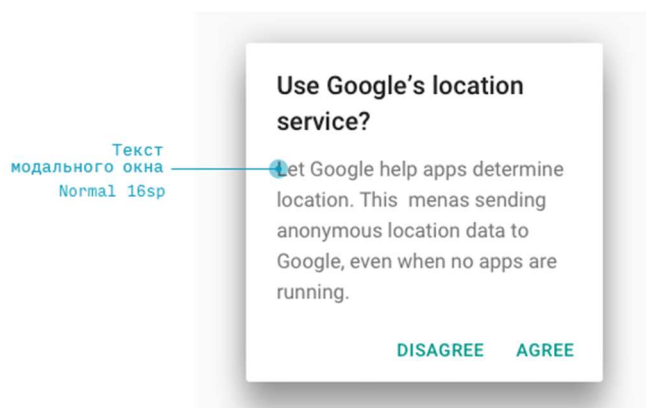 Текст
модального окна
Normal 16sp
Use Google’s location
service?
Let Google help apps determine
location. This  menas sending
anonymous location data to
Google, even when no apps are
running.
DISAGREE AGREE